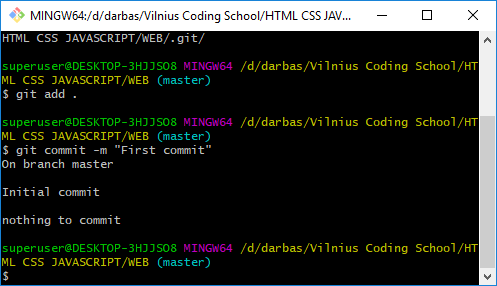 MINGW64:/d/darbas/Vilnius Coding School/HTML CSS JAV...
HTML CSS JAVASCRIPT/WEB/.git/
superuser@DESKTOP-3HJJSO8 MINGW64 /d/darbas/Vilnius Coding School/HT
ML CSS JAVASCRIPT/WEB (master)
$ git add .
superuser@DESKTOP-3HJJSO8 MINGW64 /d/darbas/Vilnius Coding School/HT
ML CSS JAVASCRIPT/WEB (master)
$ git commit -m "First commit"
On branch master
Initial commit
nothing to commit
superuser@DESKTOP-3HJJSO8 MINGW64 /d/darbas/Vilnius Coding School/HT
ML CSS JAVASCRIPT/WEB (master)
$